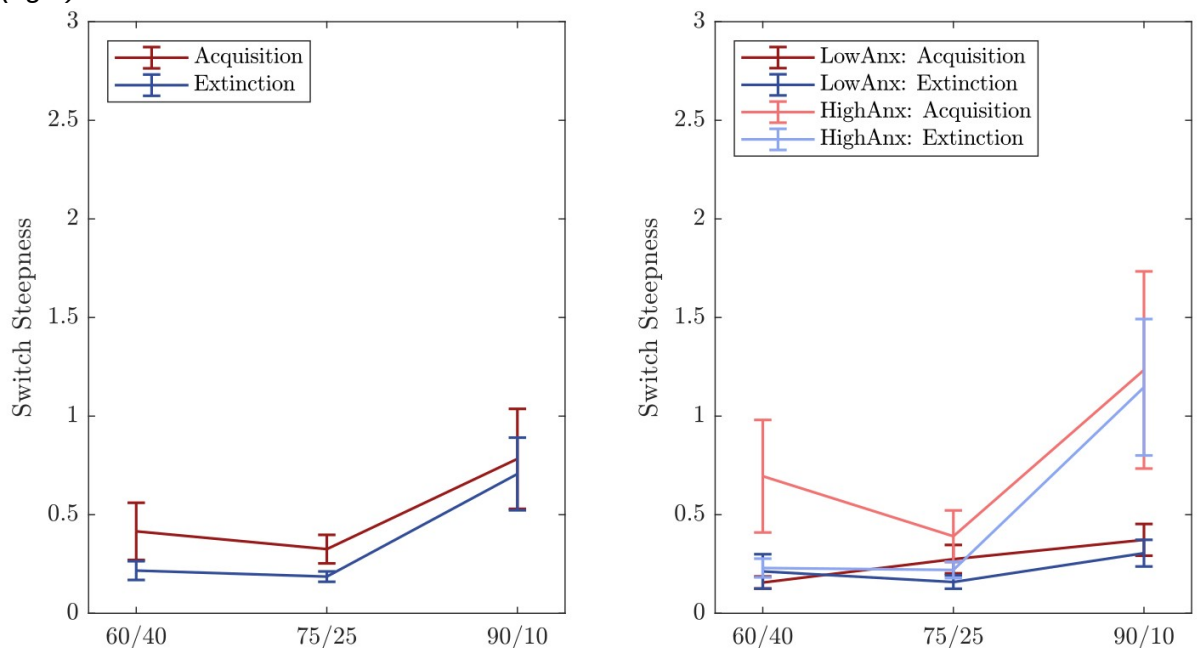 3
2.5
2
1.5
1
0.5
0
Switch Steepness
Acquisition
Extinction
60/40
75/25
90/10
3
2.5
2
1.5
1
0.5
0
Switch Steepness
LowAnx: Acquisition
LowAnx: Extinction
HighAnx: Acquisition
HighAnx: Extinction
60/40
75/25
90/10